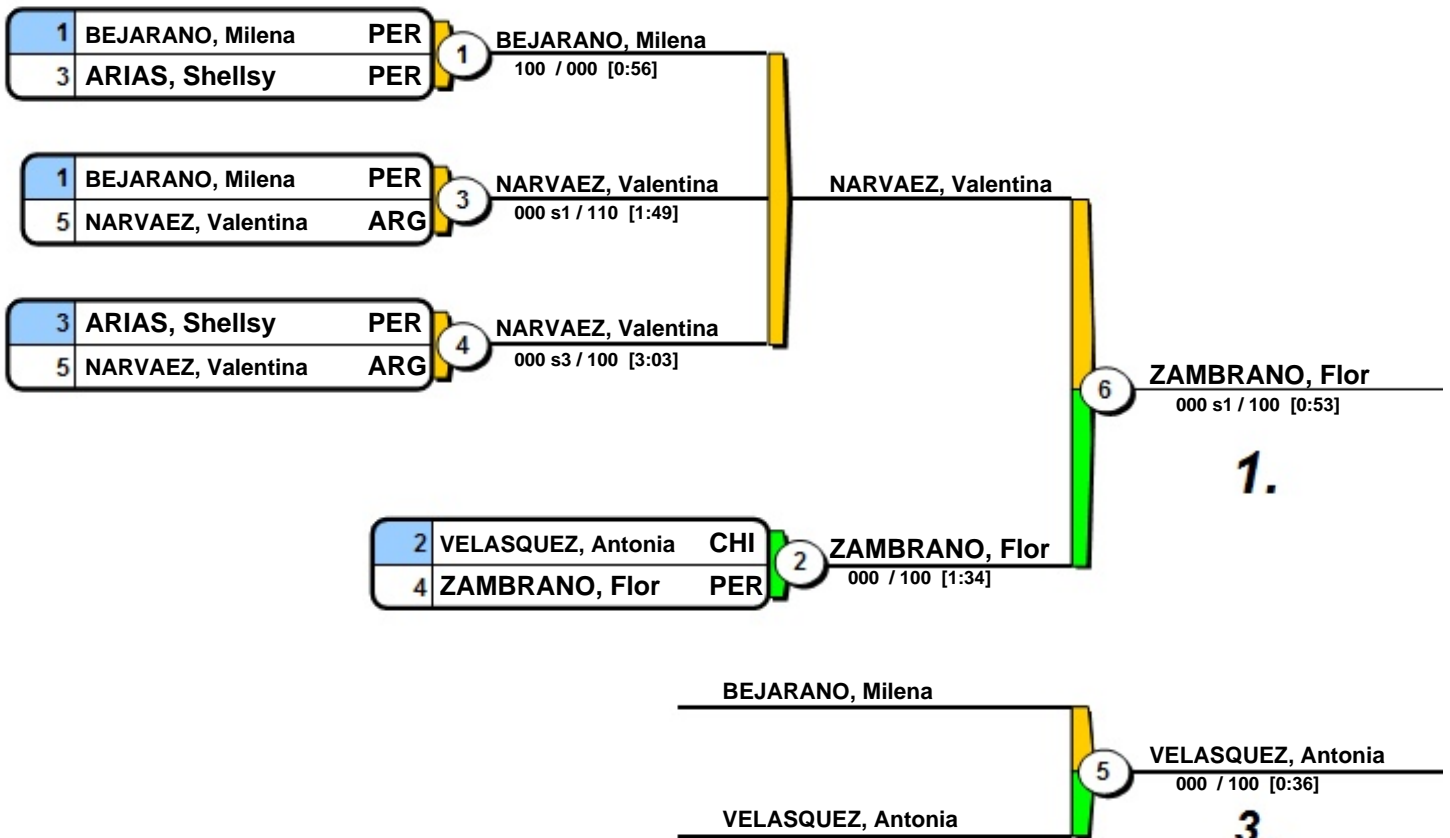 1 BEJARANO, Milena PER
3 ARIAS, Shellsy PER
1
BEJARANO, Milena
100 / 000 [0:56]
1 BEJARANO, Milena PER
5 NARVAEZ, Valentina ARG
3
NARVAEZ, Valentina
000 s1 / 110 [1:49]
NARVAEZ, Valentina
3 ARIAS, Shellsy PER
5 NARVAEZ, Valentina ARG
4
NARVAEZ, Valentina
000 s3 / 100 [3:03]
6
ZAMBRANO, Flor
000 s1 / 100 [0:53]
1.
2 VELASQUEZ, Antonia CHI
4 ZAMBRANO, Flor PER
2
ZAMBRANO, Flor
000 / 100 [1:34]
BEJARANO, Milena
VELASQUEZ, Antonia
5
VELASQUEZ, Antonia
000 / 100 [0:36]
3